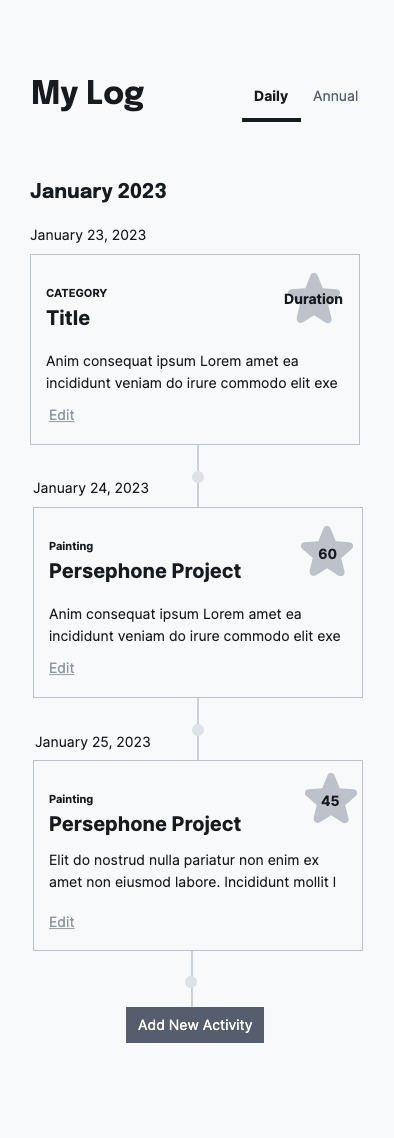 My Log
Daily
Annual
January 2023
January 23, 2023
CATEGORY
Title
Duration
Anim consequat ipsum Lorem amet ea
incididunt veniam do irure commodo elit exe
Edit
January 24, 2023
Painting
Persephone Project
60
Anim consequat ipsum Lorem amet ea
incididunt veniam do irure commodo elit exe
Edit
January 25, 2023
Painting
Persephone Project
45
Elit do nostrud nulla pariatur non enim ex
amet non eiusmod labore. Incididunt mollit l
Edit
Add New Activity